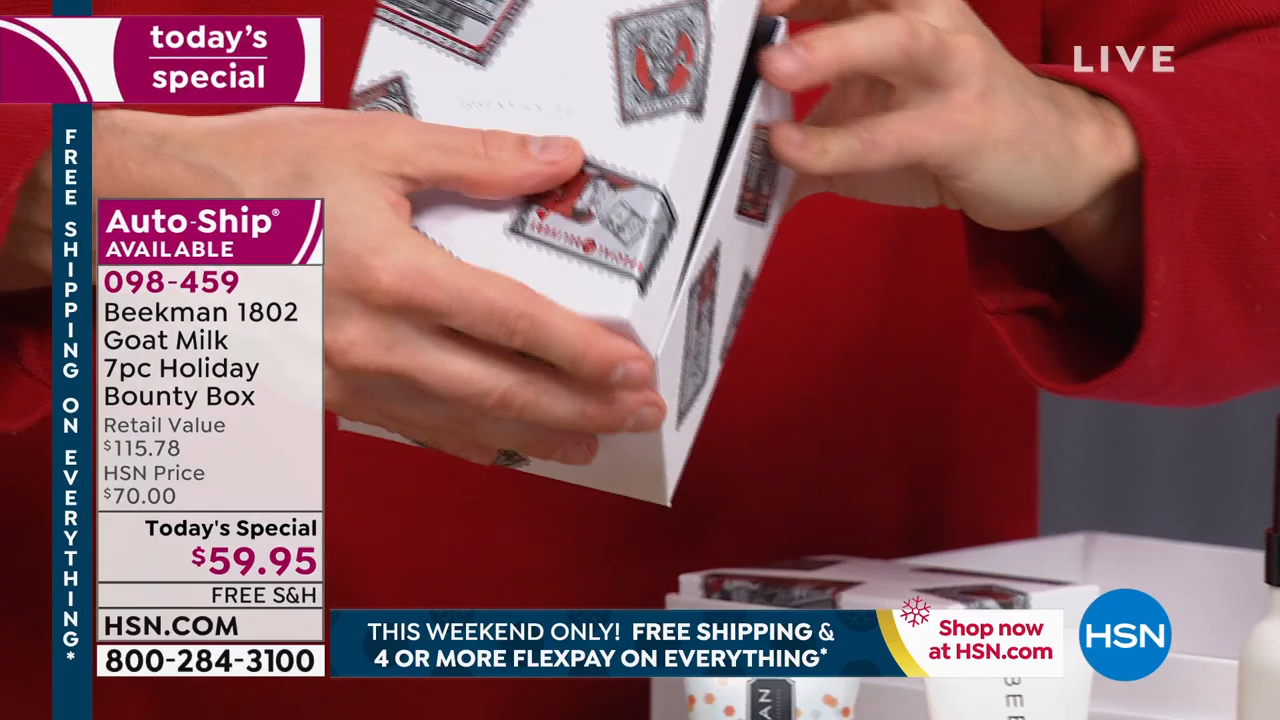 today's
special
LIVE
FREE SHIPPING ON EVERYTHING*
Auto-Ship®
AVAILABLE
098-459
Beekman 1802
Goat Milk
7pc Holiday
Bounty Box
Retail Value
$115.78
HSN Price
$70.00
Today's Special
$59.95
FREE S&H
HSN.COM
800-284-3100
THIS WEEKEND ONLY! FREE SHIPPING &
4 OR MORE FLEXPAY ON EVERYTHING*
Shop now
at HSN.com
HSN